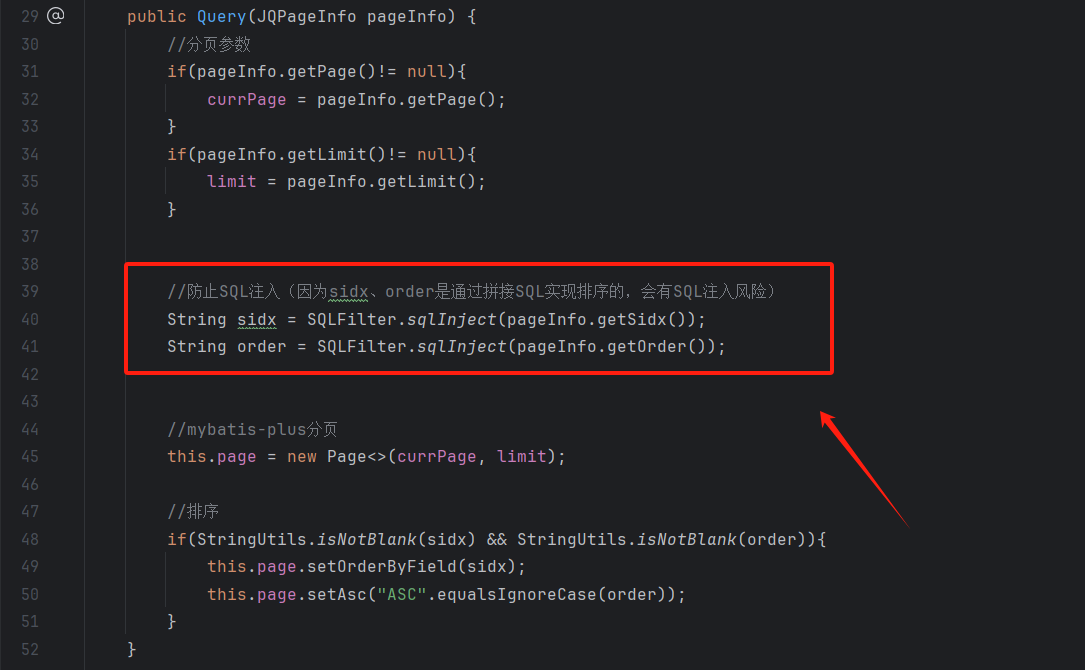 29 @ public Query(JQPageInfo pageInfo) {
30 //分页参数
31 if(pageInfo.getPage()!= null){
32 currPage = pageInfo.getPage();
33 }
34 if(pageInfo.getLimit()!= null){
35 limit = pageInfo.getLimit();
36 }
37
38
39 //防止SQL注入（因为sidx、order是通过拼接SQL实现排序的，会有SQL注入风险）
40 String sidx = SQLFilter.sqlInject(pageInfo.getSidx());
41 String order = SQLFilter.sqlInject(pageInfo.getOrder());
42
43
44 //mybatis-plus分页
45 this.page = new Page<>(currPage, limit);
46
47 //排序
48 if(StringUtils.isNotBlank(sidx) && StringUtils.isNotBlank(order)){
49 this.page.setOrderByField(sidx);
50 this.page.setAsc("ASC".equalsIgnoreCase(order));
51 }
52 }